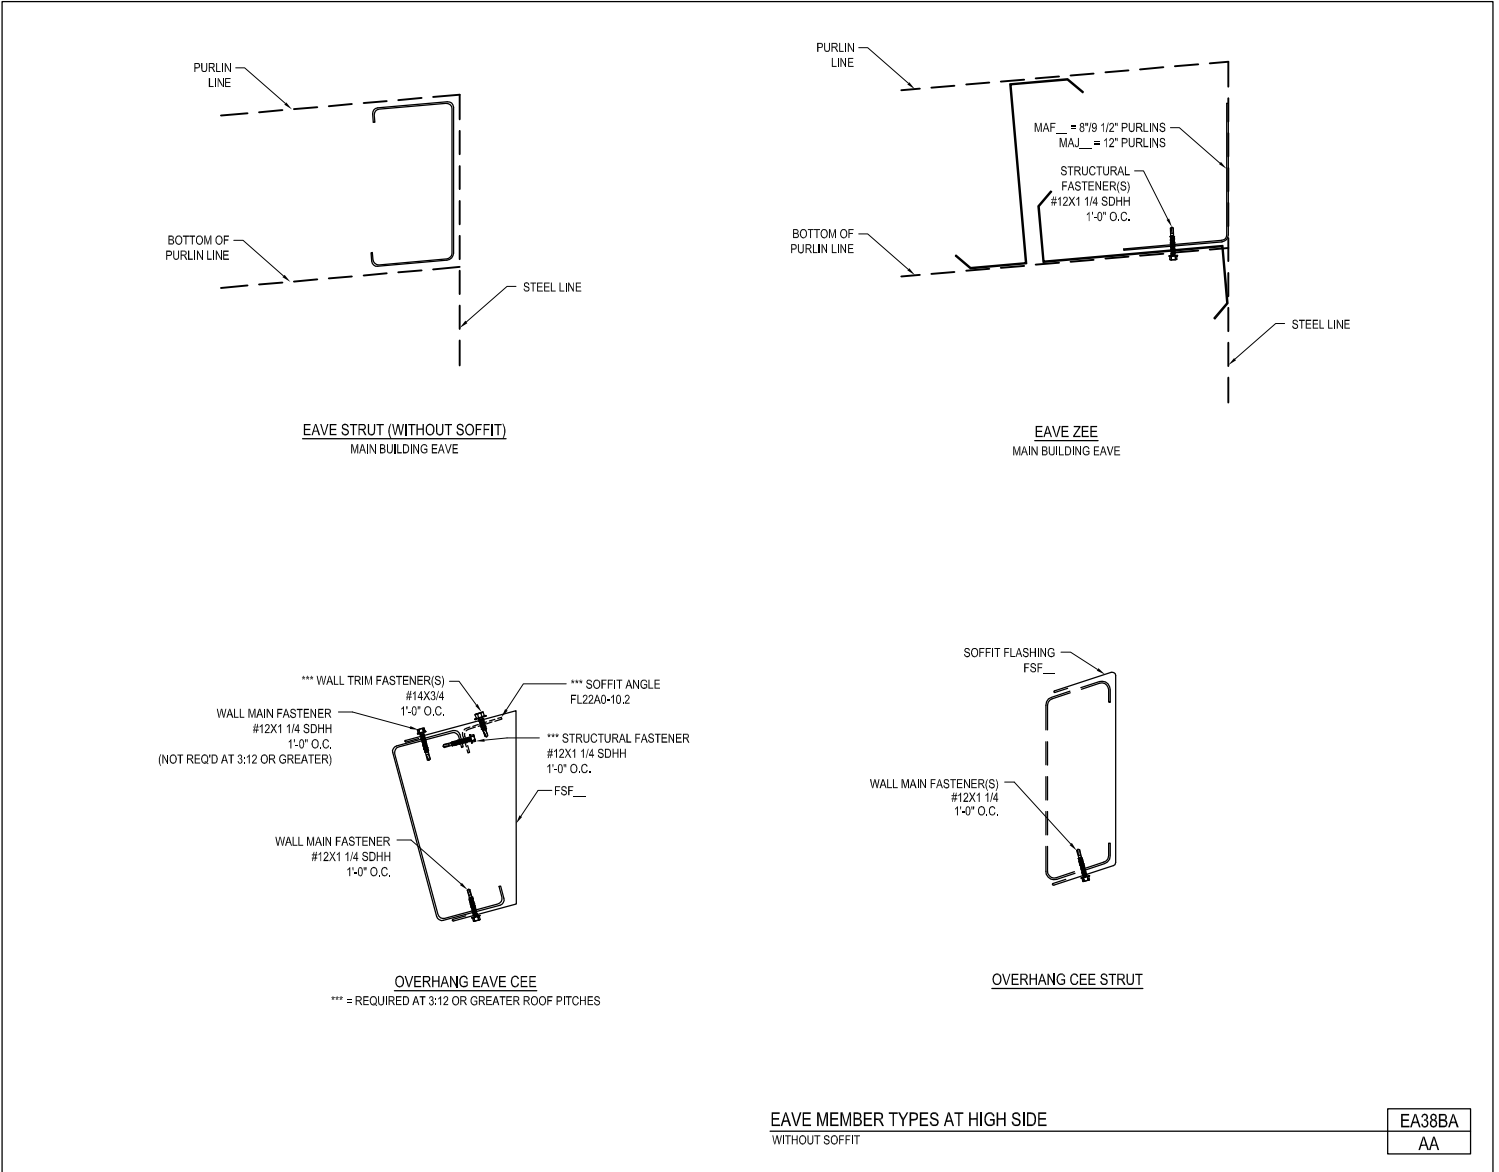 PURLIN
LINE
BOTTOM OF
PURLIN LINE
STEEL LINE
EAVE STRUT (WITHOUT SOFFIT)
MAIN BUILDING EAVE
PURLIN
LINE
MAF__ = 8"/9 1/2" PURLINS
MAJ__ = 12" PURLINS
STRUCTURAL
FASTENER(S)
#12X1 1/4 SDHH
1'-0" O.C.
BOTTOM OF
PURLIN LINE
STEEL LINE
EAVE ZEE
MAIN BUILDING EAVE
*** WALL TRIM FASTENER(S)
#14X3/4
1'-0" O.C.
*** SOFFIT ANGLE
FL22A0-10.2
WALL MAIN FASTENER
#12X1 1/4 SDHH
1'-0" O.C.
(NOT REQ'D AT 3:12 OR GREATER)
*** STRUCTURAL FASTENER
#12X1 1/4 SDHH
1'-0" O.C.
FSF__
WALL MAIN FASTENER
#12X1 1/4 SDHH
1'-0" O.C.
OVERHANG EAVE CEE
*** = REQUIRED AT 3:12 OR GREATER ROOF PITCHES
SOFFIT FLASHING
FSF__
WALL MAIN FASTENER(S)
#12X1 1/4
1'-0" O.C.
OVERHANG CEE STRUT
EAVE MEMBER TYPES AT HIGH SIDE
WITHOUT SOFFIT
EA38BA
AA